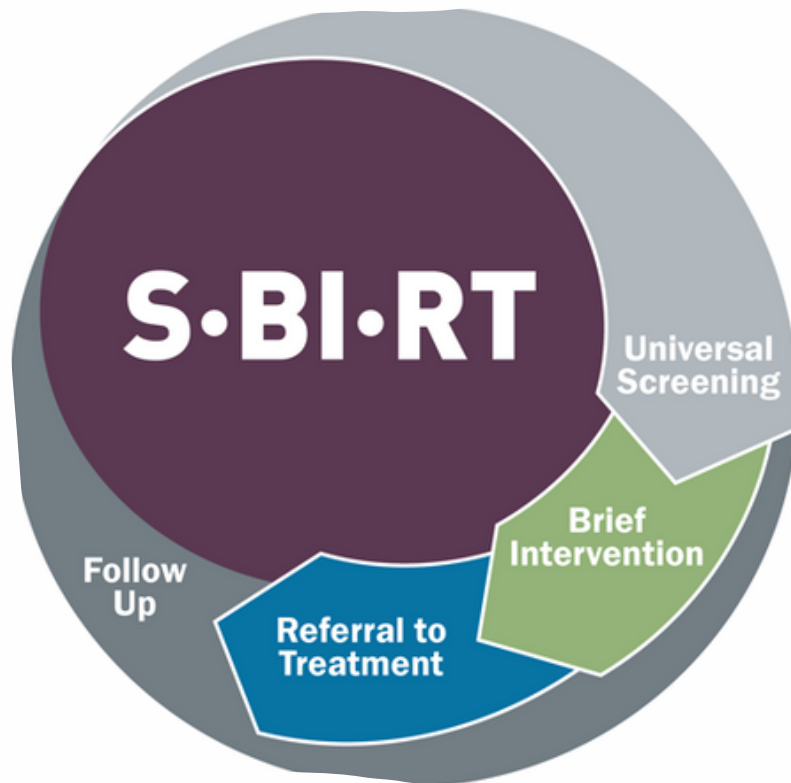 S•BI•RT
Universal
Screening
Brief
Intervention
Referral to
Treatment
Follow
Up